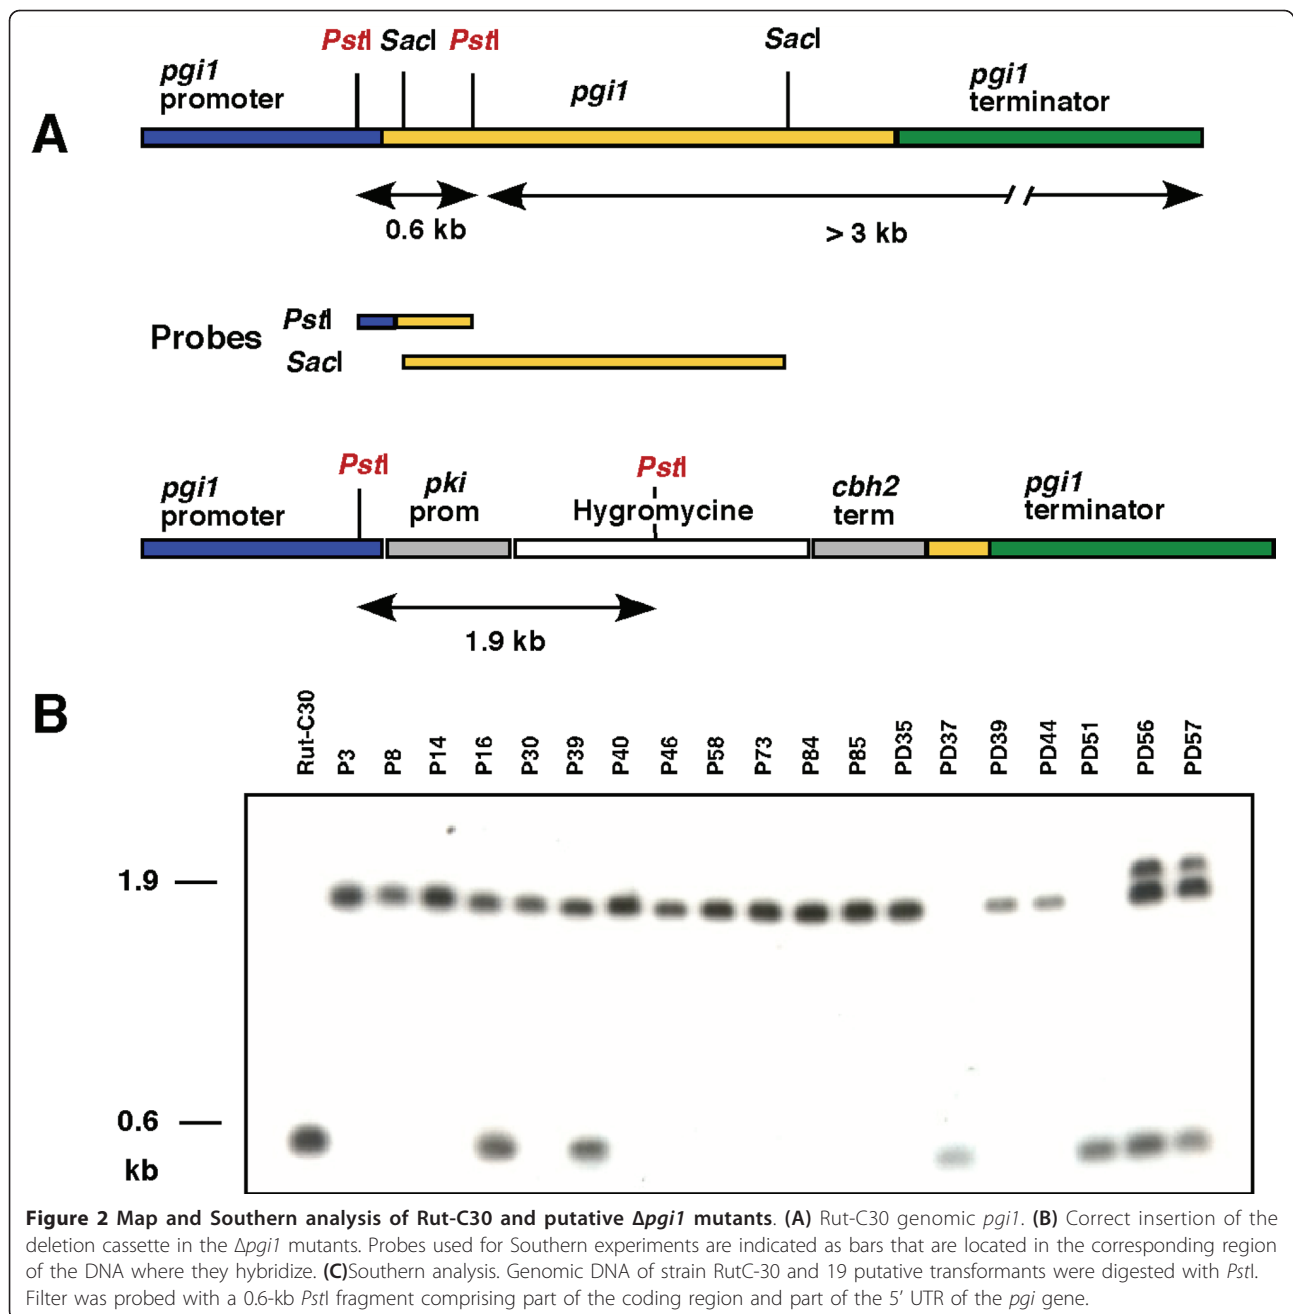 PstI SacI PstI SacI
pgi1 promoter pgi1 pgi1 terminator
A
0.6 kb > 3 kb
Probes PstI
SacI
PstI PstI
pgi1 promoter pki prom Hygromycine cbh2 term pgi1 terminator
1.9 kb
B
Rut-C30 P3 P8 P14 P16 P30 P39 P40 P46 P58 P73 P84 P85 PD35 PD37 PD39 PD44 PD51 PD56 PD57
1.9
0.6
kb
Figure 2 Map and Southern analysis of Rut-C30 and putative Δpgi1 mutants. (A) Rut-C30 genomic pgi1. (B) Correct insertion of the
deletion cassette in the Δpgi1 mutants. Probes used for Southern experiments are indicated as bars that are located in the corresponding region
of the DNA where they hybridize. (C)Southern analysis. Genomic DNA of strain RutC-30 and 19 putative transformants were digested with PstI.
Filter was probed with a 0.6-kb PstI fragment comprising part of the coding region and part of the 5' UTR of the pgi gene.